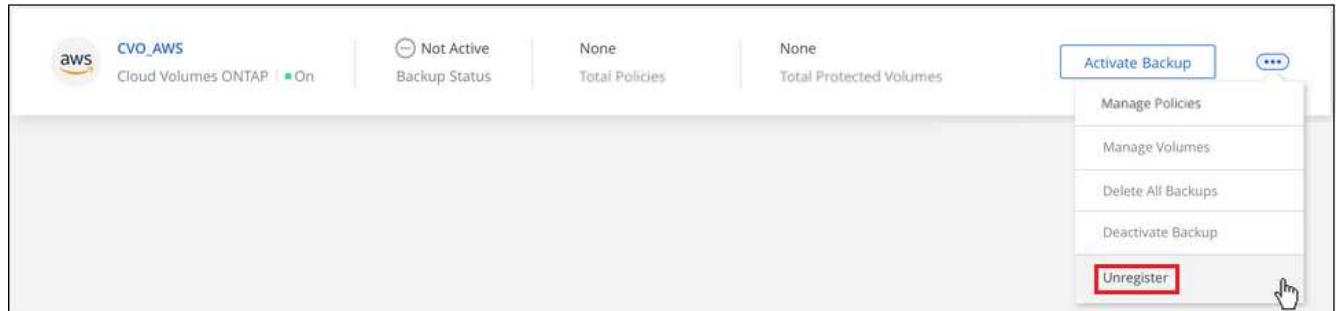 aws
CVO_AWS
Cloud Volumes ONTAP On
Not Active
Backup Status
None
Total Policies
None
Total Protected Volumes
Activate Backup
Manage Policies
Manage Volumes
Delete All Backups
Deactivate Backup
Unregister